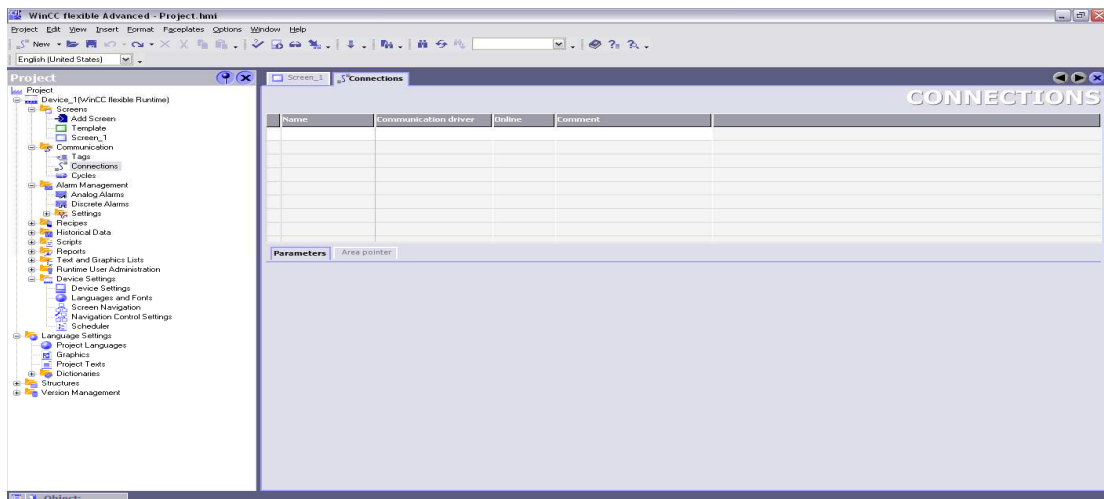 WinCC flexible Advanced - Project.hmi
Project Edit View Insert Format Faceplates Options Window Help
New
English (United States)
Project
Screen_1 Connections
Project
Device_1(WinCC flexible Runtime)
Screens
Add Screen
Template
Screen_1
Communication
Tags
Connections
Cycles
Alarm Management
Analog Alarms
Discrete Alarms
Settings
Recipes
Historical Data
Scripts
Reports
Text and Graphics Lists
Runtime User Administration
Device Settings
Device Settings
Languages and Fonts
Screen Navigation
Navigation Control Settings
Scheduler
Language Settings
Project Languages
Graphics
Project Texts
Dictionaries
Structures
Version Management
CONNECTIONS
Name Communication driver Online Comment
Parameters Area pointer
Object: